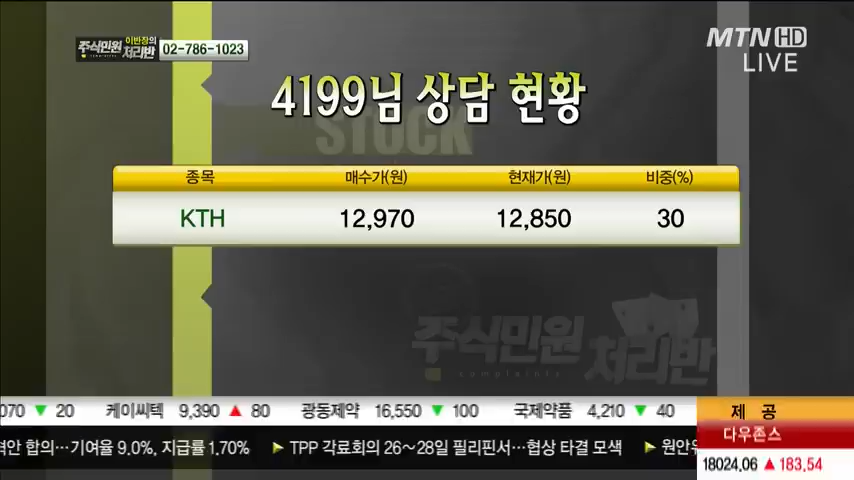 이반장의
주식민원 처리반
complaints
02-786-1023
MTN HD
LIVE
4199님 상담 현황
STOCK
종목 매수가(원) 현재가(원) 비중(%)
KTH 12,970 12,850 30
주식민원 처리반
complaints
070 ▼ 20 케이씨텍 9,390 ▲ 80 광동제약 16,550 ▼ 100 국제약품 4,210 ▼ 40
혁안 합의...기여율 9.0%, 지급률 1.70% ▶ TPP 각료회의 26~28일 필리핀서...협상 타결 모색 ▶ 원안
제 공
다우존스
18024.06 ▲ 183.54